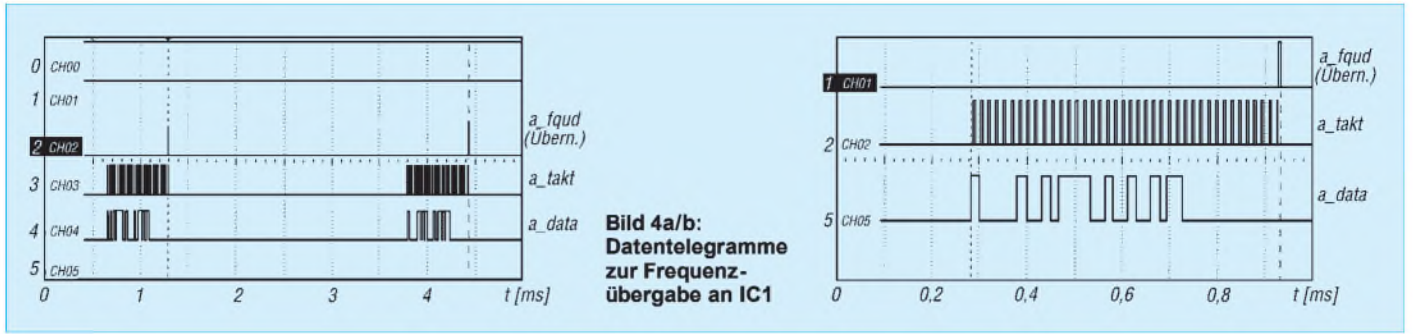 0 CH00
1 CH01
2 CH02
3 CH03
4 CH04
5 CH05
a_fqud
(Übern.)
a_takt
a_data
0 1 2 3 4 t [ms]
Bild 4a/b:
Datentelegramme
zur Frequenz-
übergabe an IC1
1 CH01
2 CH02
5 CH05
a_fqud
(Übern.)
a_takt
a_data
0 0,2 0,4 0,6 0,8 t [ms]